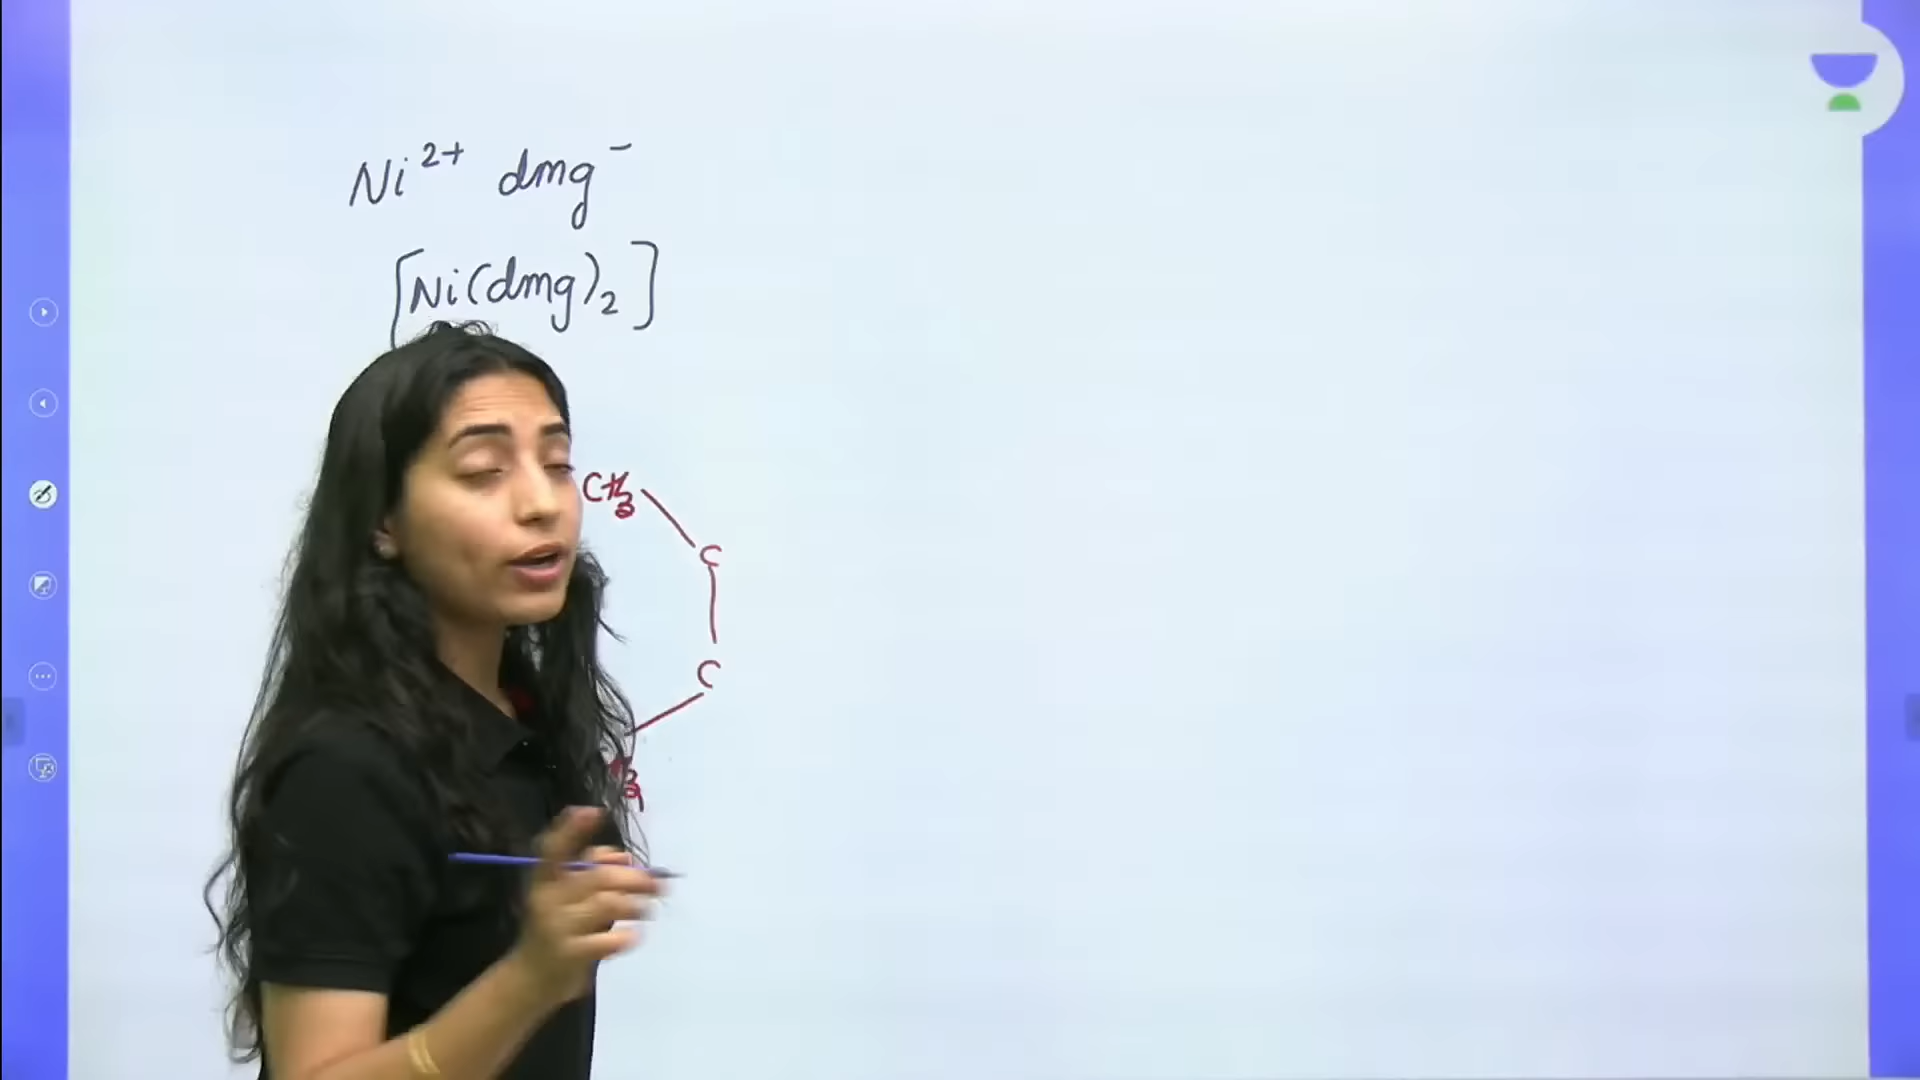 Ni²⁺ dmg⁻
[Ni(dmg)₂]
CH₃
C
C